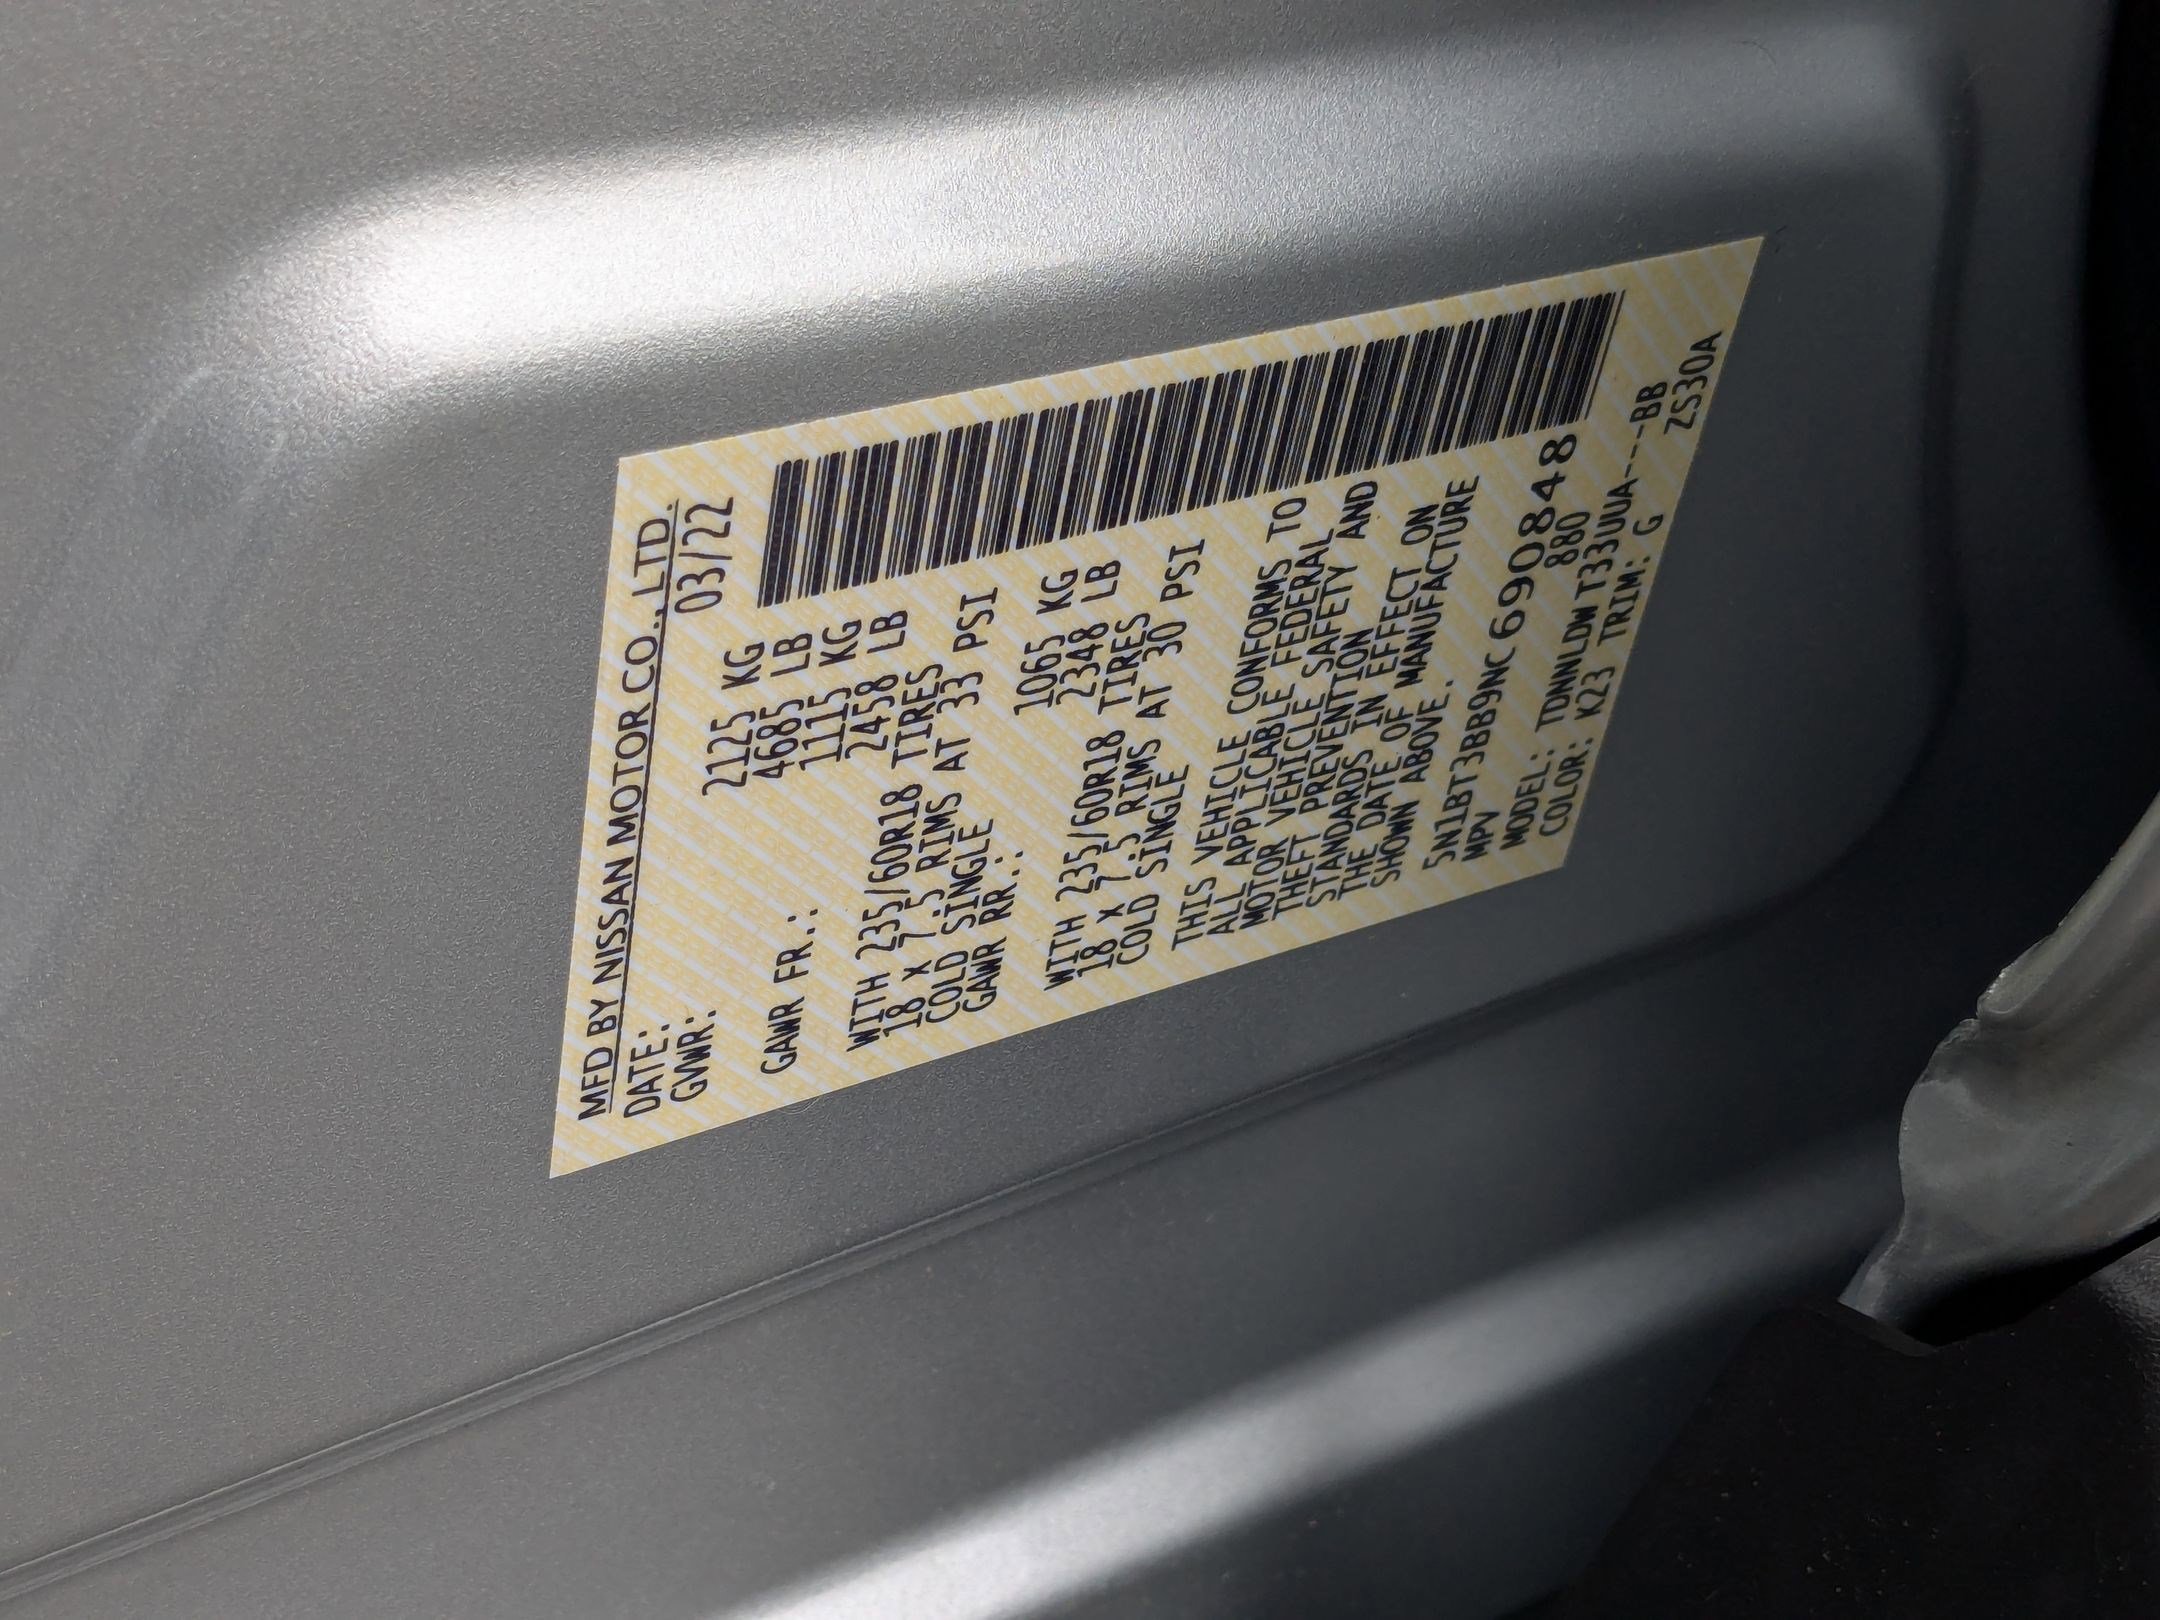 MFD BY NISSAN MOTOR CO., LTD.
DATE: 03/22
GVWR: 2125 KG
4685 LB
GAWR FR.: 1115 KG
2458 LB
WITH 235/60R18 TIRES
18 X 7.5 RIMS AT 33 PSI
COLD SINGLE
GAWR RR.: 1065 KG
2348 LB
WITH 235/60R18 TIRES
18 X 7.5 RIMS AT 30 PSI
COLD SINGLE
THIS VEHICLE CONFORMS TO
ALL APPLICABLE FEDERAL
MOTOR VEHICLE SAFETY AND
THEFT PREVENTION
STANDARDS IN EFFECT ON
THE DATE OF MANUFACTURE
SHOWN ABOVE.
5N1BT3BB9NC690848
MPV 880
MODEL: TDNNLDWT33UUA---BB
COLOR: K23 TRIM: G ZS30A